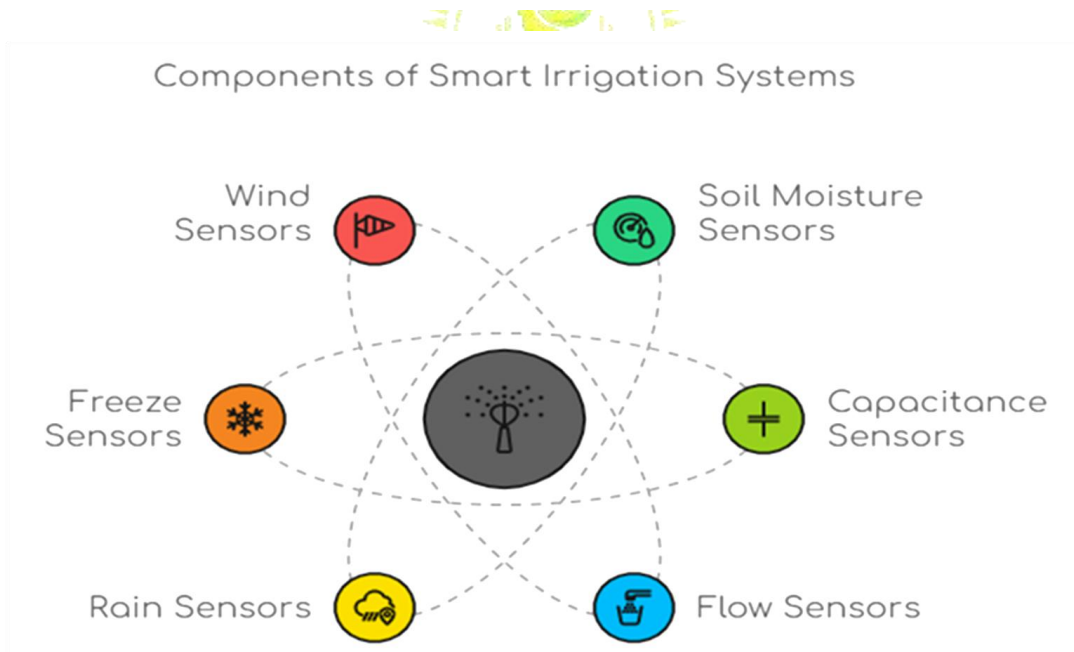 Components of Smart Irrigation Systems
Wind
Sensors
Soil Moisture
Sensors
Freeze
Sensors
Capacitance
Sensors
Rain Sensors
Flow Sensors